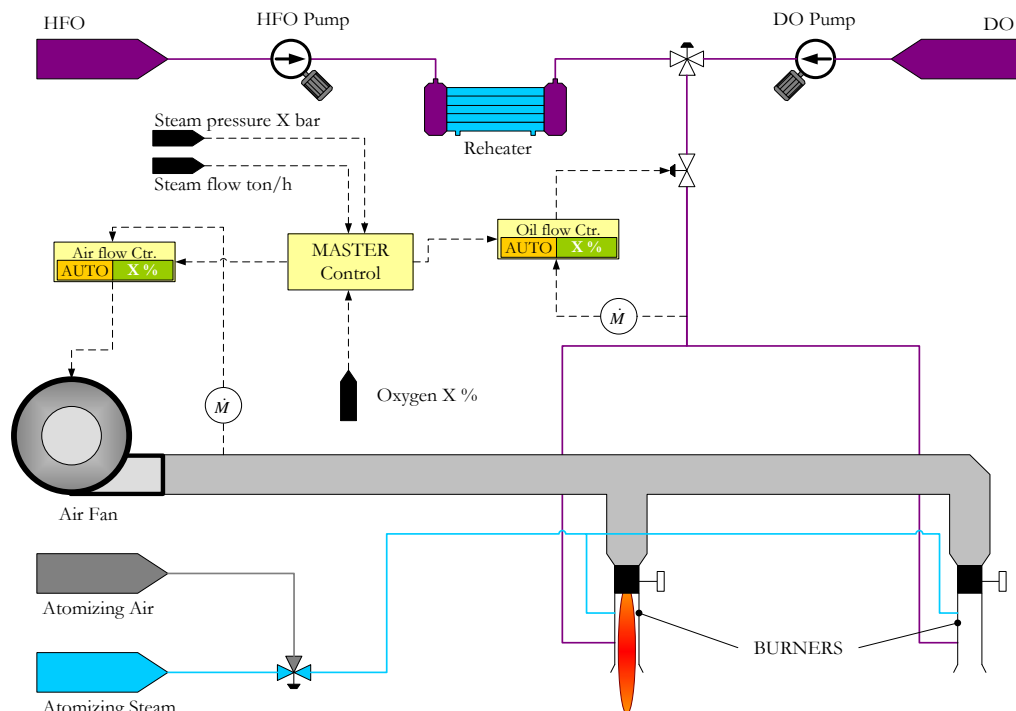 HFO
HFO Pump
DO Pump
DO
Steam pressure X bar
Reheater
Steam flow ton/h
Air flow Ctr.
AUTO X %
MASTER
Control
Oil flow Ctr.
AUTO X %
Ṁ
Oxygen X %
Ṁ
Air Fan
Atomizing Air
BURNERS
Atomizing Steam